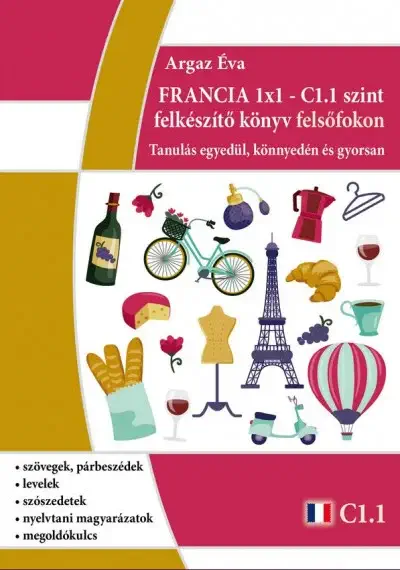 Argaz Éva
FRANCIA 1x1 - C1.1 szint
felkészítő könyv felsőfokon
Tanulás egyedül, könnyedén és gyorsan
• szövegek, párbeszédek
• levelek
• szószedetek
• nyelvtani magyarázatok
• megoldókulcs
C1.1